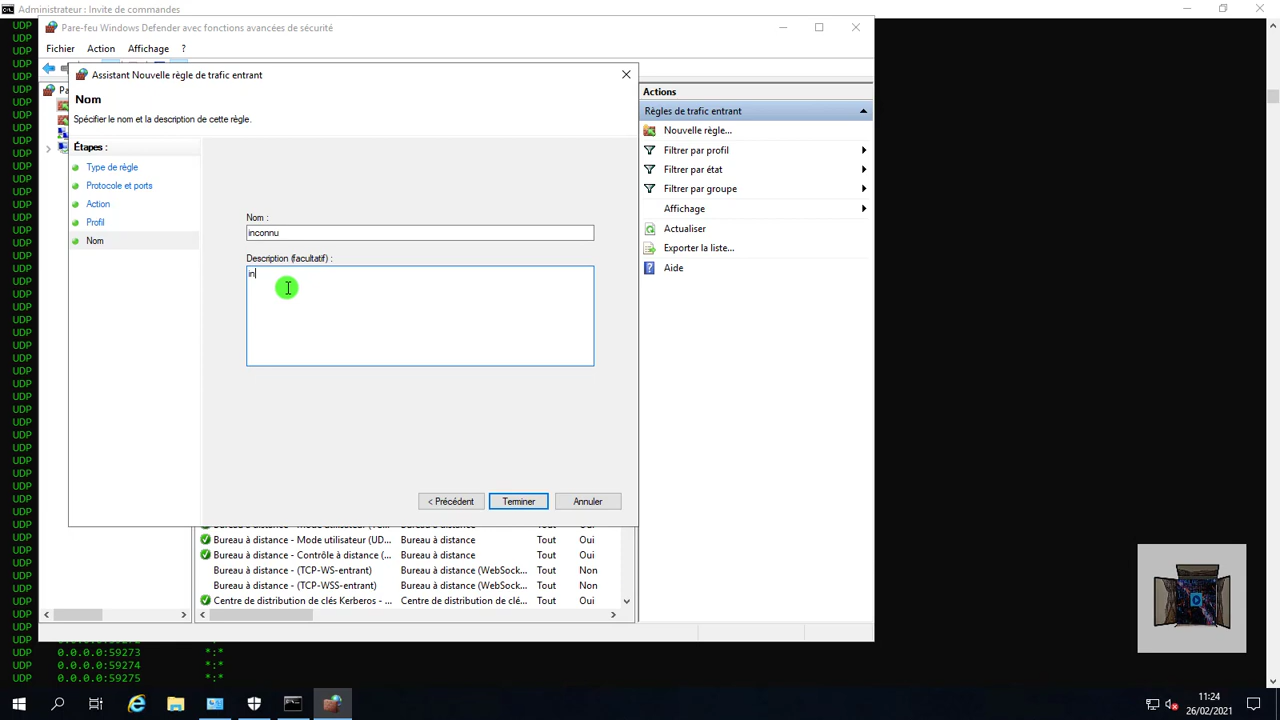 Administrateur : Invite de commandes
Pare-feu Windows Defender avec fonctions avancées de sécurité
Fichier Action Affichage ?
Assistant Nouvelle règle de trafic entrant
Nom
Spécifier le nom et la description de cette règle.
Étapes :
Type de règle
Protocole et ports
Action
Profil
Nom
Nom :
inconnu
Description (facultatif) :
in
< Précédent Terminer Annuler
Actions
Règles de trafic entrant
Nouvelle règle...
Filtrer par profil
Filtrer par état
Filtrer par groupe
Affichage
Actualiser
Exporter la liste...
Aide
Bureau à distance - Mode utilisateur (UD... Bureau à distance Tout Oui
Bureau à distance - Contrôle à distance (... Bureau à distance Tout Oui
Bureau à distance - (TCP-WS-entrant) Bureau à distance (WebSock... Tout Non
Bureau à distance - (TCP-WSS-entrant) Bureau à distance (WebSock... Tout Non
Centre de distribution de clés Kerberos - ... Centre de distribution de clé... Tout Oui
UDP 0.0.0.0:59273 *:*
UDP 0.0.0.0:59274 *:*
UDP 0.0.0.0:59275 *:*
11:24
26/02/2021